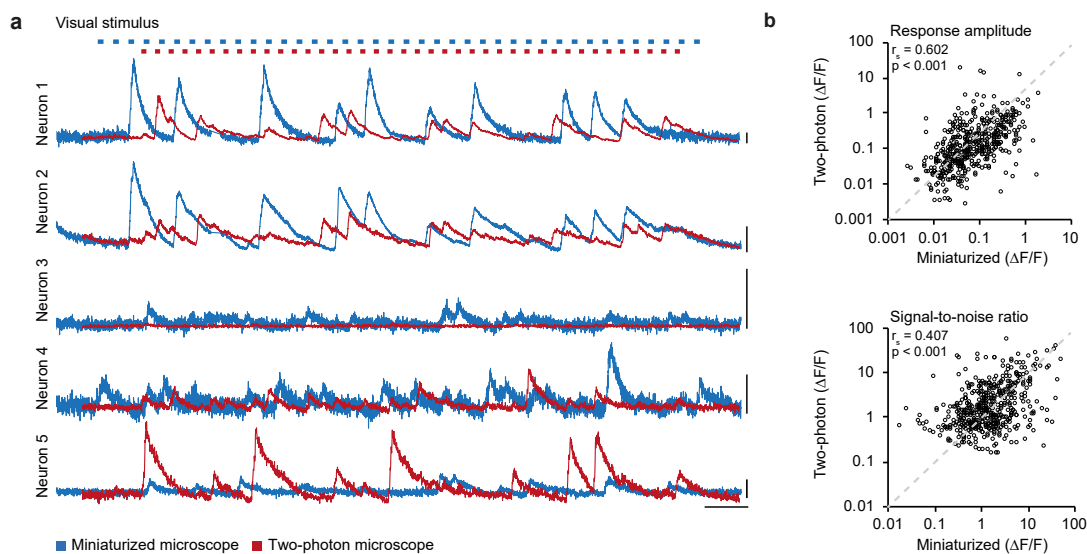 a
Visual stimulus
Neuron 1
Neuron 2
Neuron 3
Neuron 4
Neuron 5
Miniaturized microscope
Two-photon microscope
b
Response amplitude
r_s = 0.602
p < 0.001
Two-photon (ΔF/F)
100
10
1
0.1
0.01
0.001
0.001 0.01 0.1 1 10
Miniaturized (ΔF/F)
Signal-to-noise ratio
r_s = 0.407
p < 0.001
Two-photon (ΔF/F)
100
10
1
0.1
0.01
0.01 0.1 1 10 100
Miniaturized (ΔF/F)